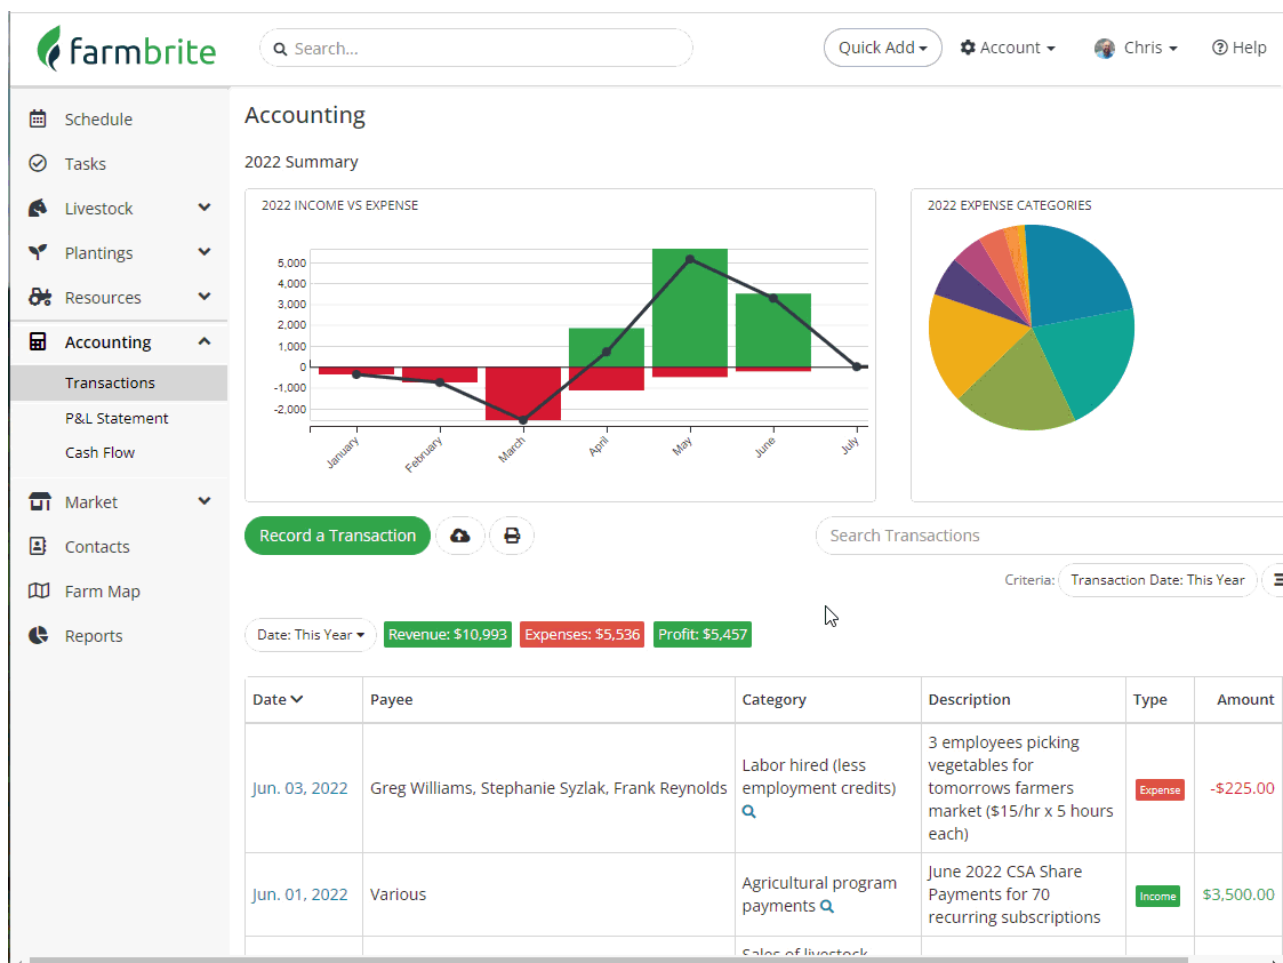 farmbrite
Search...
Quick Add
Account
Chris
Help
Schedule
Tasks
Livestock
Plantings
Resources
Accounting
Transactions
P&L Statement
Cash Flow
Market
Contacts
Farm Map
Reports
Accounting
2022 Summary
2022 INCOME VS EXPENSE
5,000
4,000
3,000
2,000
1,000
0
-1,000
-2,000
January
February
March
April
May
June
July
2022 EXPENSE CATEGORIES
Record a Transaction
Search Transactions
Criteria: Transaction Date: This Year
Date: This Year
Revenue: $10,993 Expenses: $5,536 Profit: $5,457
Date Payee Category Description Type Amount
Jun. 03, 2022
Greg Williams, Stephanie Syzlak, Frank Reynolds
Labor hired (less
employment credits)
3 employees picking
vegetables for
tomorrows farmers
market ($15/hr x 5 hours
each)
Expense
-$225.00
Jun. 01, 2022
Various
Agricultural program
payments
June 2022 CSA Share
Payments for 70
recurring subscriptions
Income
$3,500.00
Sales of livestock